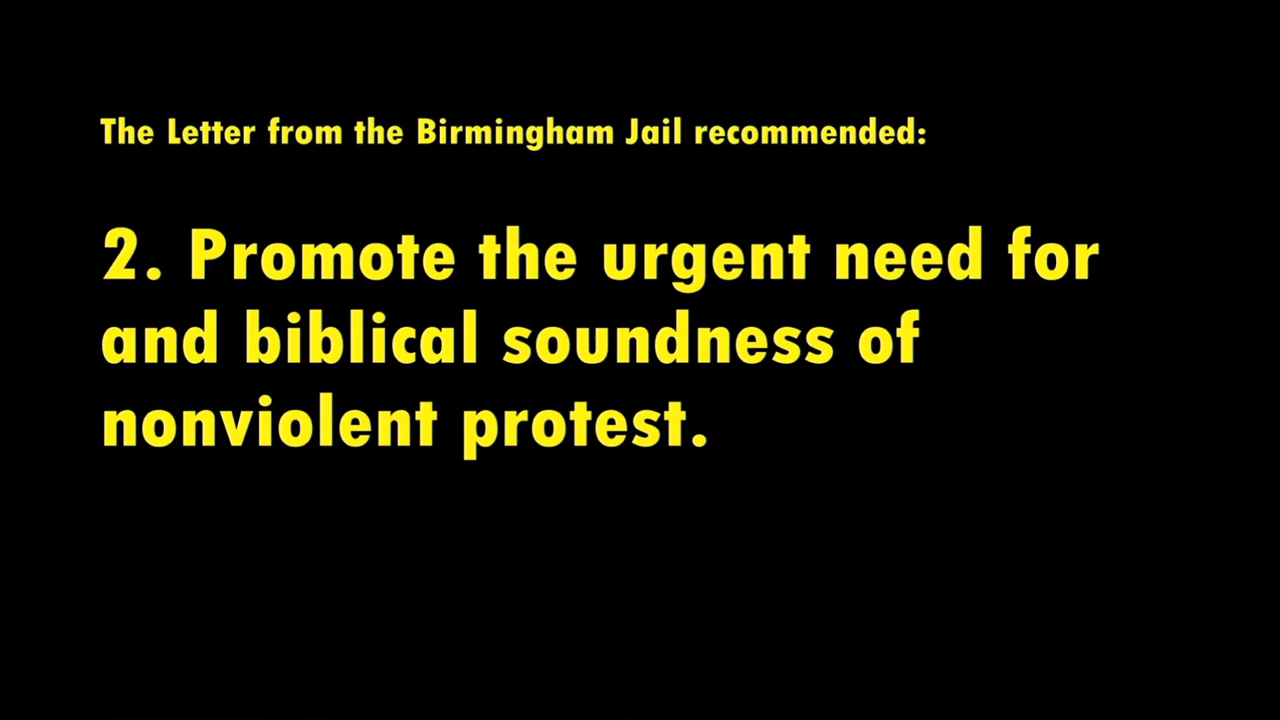 The Letter from the Birmingham Jail recommended:
2. Promote the urgent need for
and biblical soundness of
nonviolent protest.